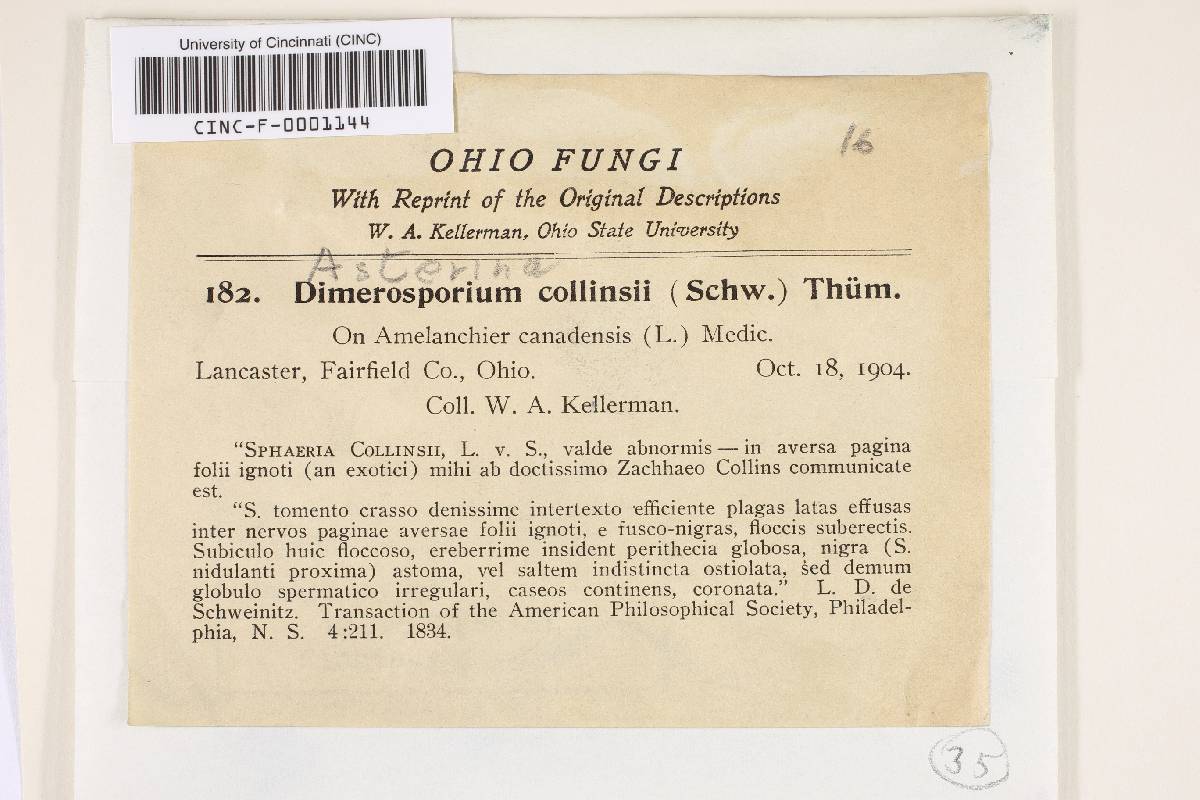 University of Cincinnati (CINC)
CINC-F-0001144
16
OHIO FUNGI
With Reprint of the Original Descriptions
W. A. Kellerman, Ohio State University
Asterina
182. Dimerosporium collinsii (Schw.) Thüm.
On Amelanchier canadensis (L.) Medic.
Lancaster, Fairfield Co., Ohio. Oct. 18, 1904.
Coll. W. A. Kellerman.
"SPHAERIA COLLINSII, L. v. S., valde abnormis — in aversa pagina
folii ignoti (an exotici) mihi ab doctissimo Zachhaeo Collins communicate
est.
"S. tomento crasso denissime intertexto efficiente plagas latas effusas
inter nervos paginae aversae folii ignoti, e fusco-nigras, floccis suberectis.
Subiculo huic floccoso, ereberrime insident perithecia globosa, nigra (S.
nidulanti proxima) astoma, vel saltem indistincta ostiolata, sed demum
globulo spermatico irregulari, caseos continens, coronata." L. D. de
Schweinitz. Transaction of the American Philosophical Society, Philadel-
phia, N. S. 4:211. 1834.
35